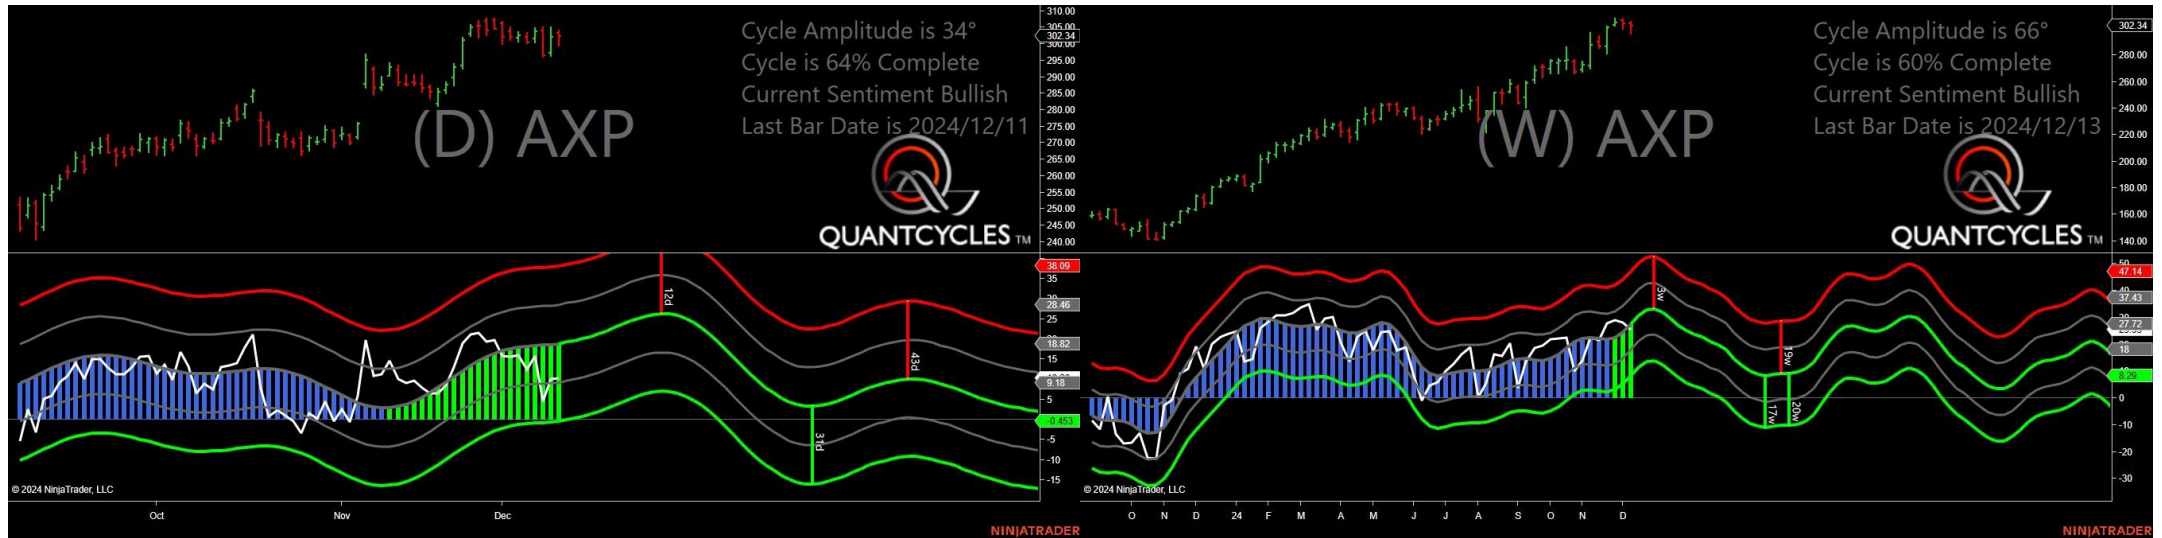 Cycle Amplitude is 34°
Cycle is 64% Complete
Current Sentiment Bullish
Last Bar Date is 2024/12/11
(D) AXP
QUANTCYCLES TM
310.00
305.00
302.34
300.00
295.00
290.00
285.00
280.00
275.00
270.00
265.00
260.00
255.00
250.00
245.00
240.00
38.09
35
28.46
25
18.82
15
9.18
5
-0.453
-5
-10
-15
12d
43d
31d
© 2024 NinjaTrader, LLC
Oct
Nov
Dec
NINJATRADER
Cycle Amplitude is 66°
Cycle is 60% Complete
Current Sentiment Bullish
Last Bar Date is 2024/12/13
(W) AXP
QUANTCYCLES TM
302.34
280.00
260.00
240.00
220.00
200.00
180.00
160.00
140.00
50
47.14
40
37.43
30
27.72
18
8.29
0
-10
-20
-30
3w
19w
17w
20w
© 2024 NinjaTrader, LLC
O
N
D
24
F
M
A
M
J
J
A
S
O
N
D
NINJATRADER